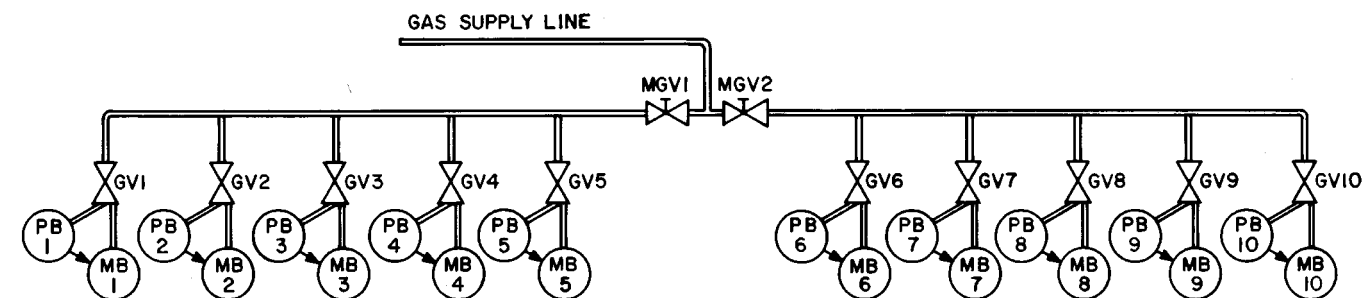 GAS SUPPLY LINE
MGV1 MGV2
GV1 GV2 GV3 GV4 GV5 GV6 GV7 GV8 GV9 GV10
PB 1 PB 2 PB 3 PB 4 PB 5 PB 6 PB 7 PB 8 PB 9 PB 10
MB 1 MB 2 MB 3 MB 4 MB 5 MB 6 MB 7 MB 8 MB 9 MB 10